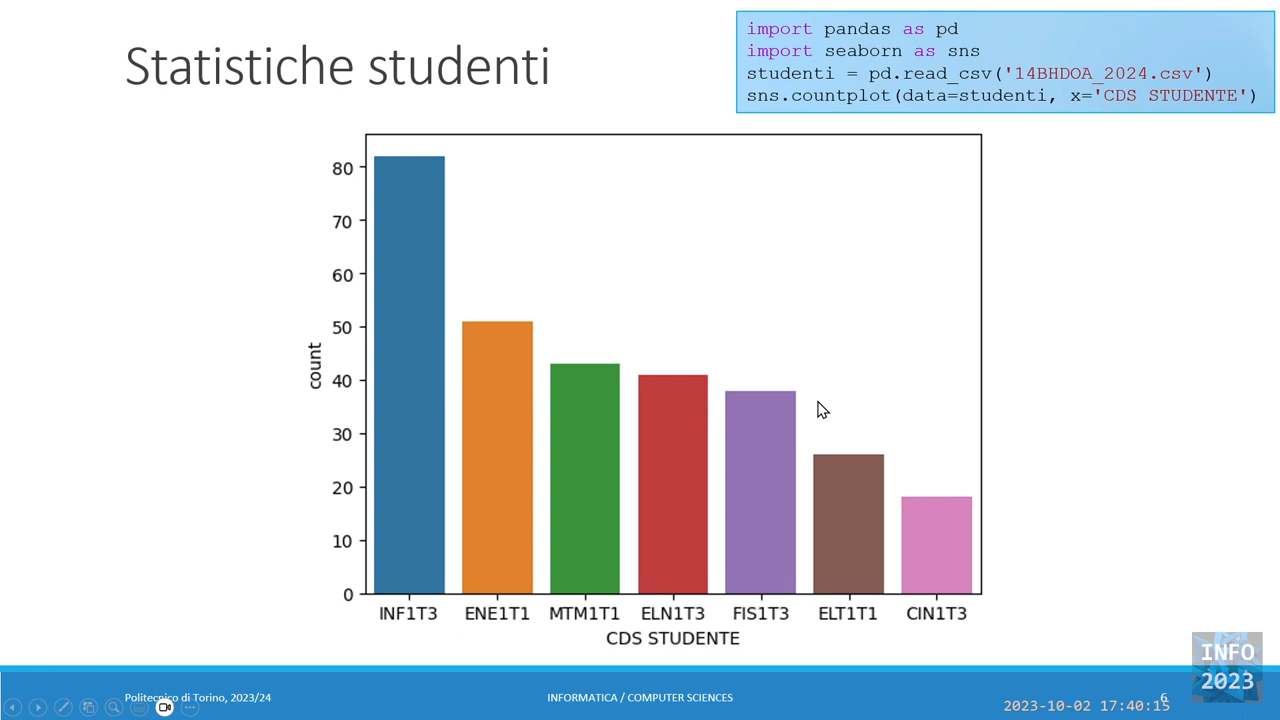 Statistiche studenti
import pandas as pd
import seaborn as sns
studenti = pd.read_csv('14BHDOA_2024.csv')
sns.countplot(data=studenti, x='CDS STUDENTE')
80
70
60
50
40
30
20
10
0
count
INF1T3 ENE1T1 MTM1T1 ELN1T3 FIS1T3 ELT1T1 CIN1T3
CDS STUDENTE
INFO
2023
Politecnico di Torino, 2023/24
INFORMATICA / COMPUTER SCIENCES
6
2023-10-02 17:40:15